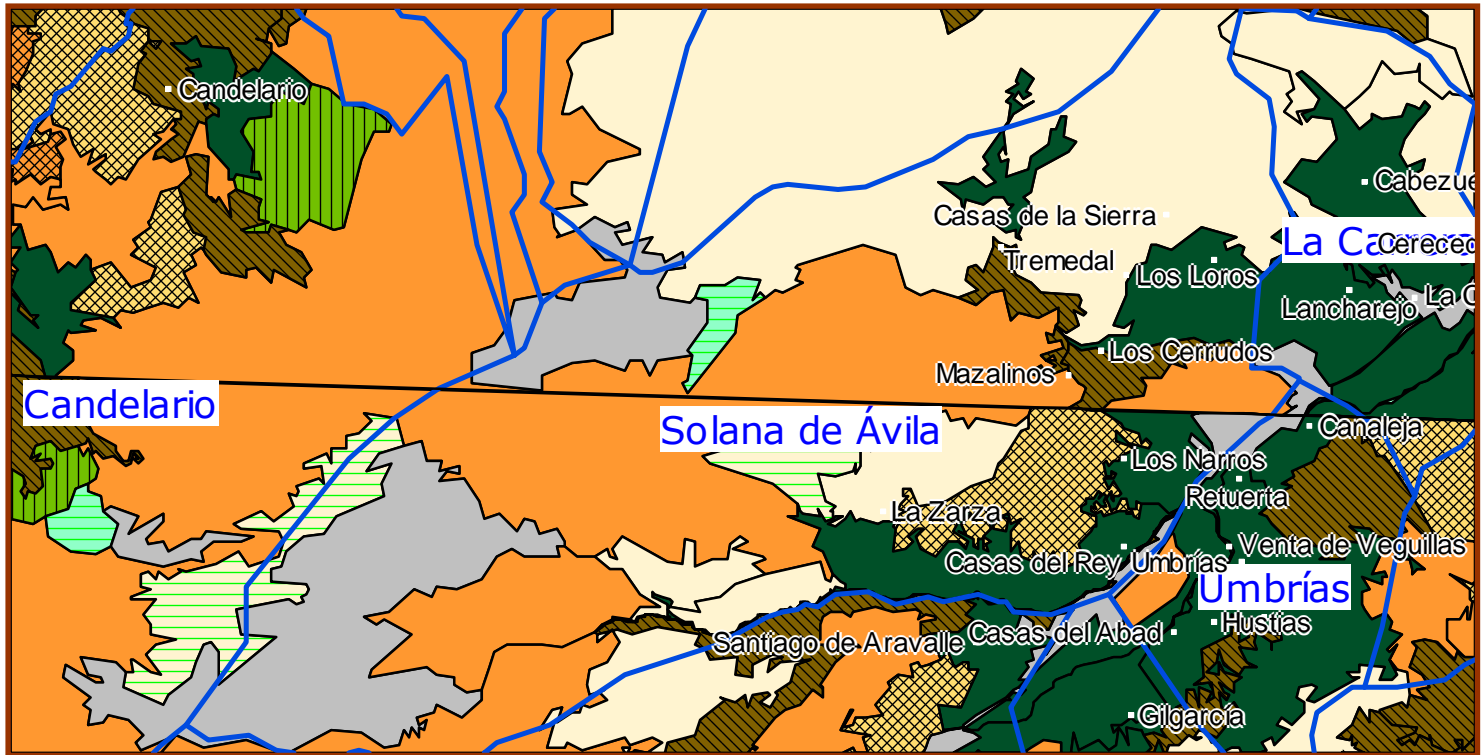 Candelario
Cabezue
Casas de la Sierra
La Ca
Cereced
Tremedal
Los Loros
Lancharejo
La C
Los Cerrudos
Mazalinos
Candelario
Solana de Ávila
Canaleja
Los Narros
Retuerta
La Zarza
Venta de Veguillas
Casas del Rey
Umbrías
Umbrías
Hustias
Santiago de Aravalle
Casas del Abad
Gilgarcía